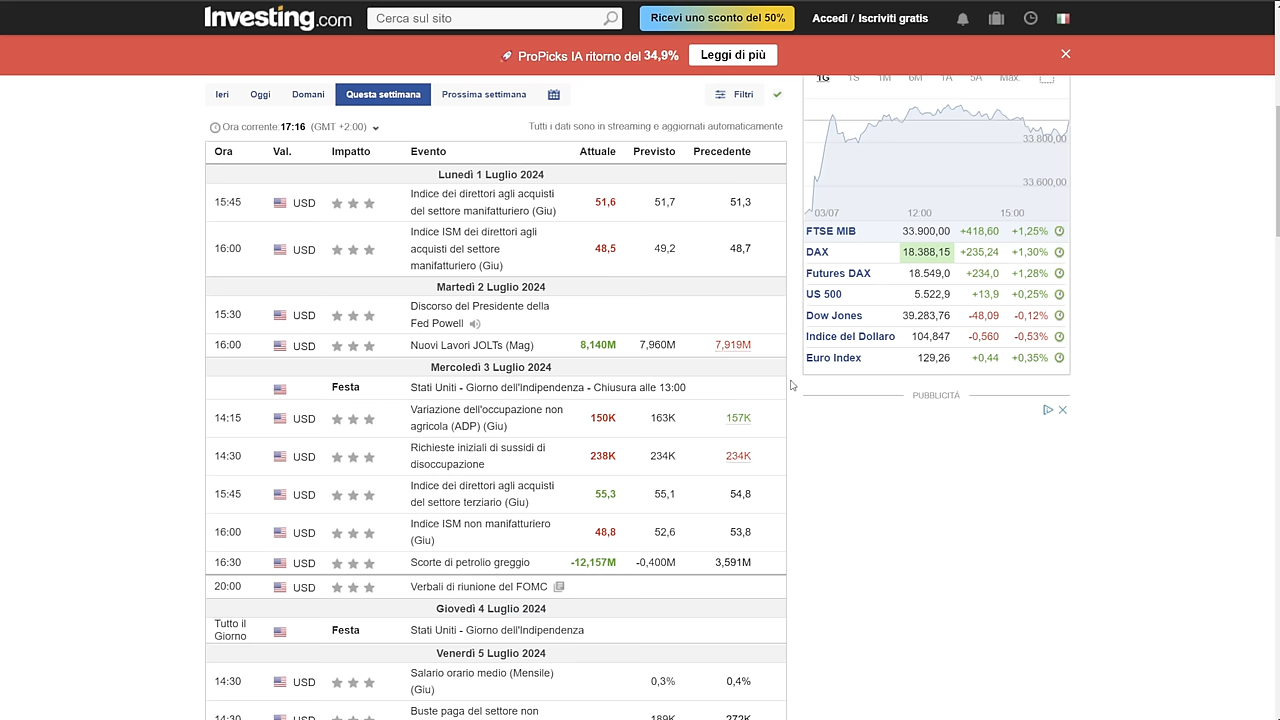 Investing.com Cerca sul sito Ricevi uno sconto del 50% Accedi / Iscriviti gratis
ProPicks IA ritorno del 34,9% Leggi di più
1G 1S 1M 6M 1A 5A Max.
Ieri Oggi Domani Questa settimana Prossima settimana Filtri
Ora corrente:17:16 (GMT +2:00) Tutti i dati sono in streaming e aggiornati automaticamente
Ora Val. Impatto Evento Attuale Previsto Precedente
Lunedì 1 Luglio 2024
15:45 USD Indice dei direttori agli acquisti del settore manifatturiero (Giu) 51,6 51,7 51,3
16:00 USD Indice ISM dei direttori agli acquisti del settore manifatturiero (Giu) 48,5 49,2 48,7
Martedì 2 Luglio 2024
15:30 USD Discorso del Presidente della Fed Powell
16:00 USD Nuovi Lavori JOLTs (Mag) 8,140M 7,960M 7,919M
Mercoledì 3 Luglio 2024
Festa Stati Uniti - Giorno dell'Indipendenza - Chiusura alle 13:00
14:15 USD Variazione dell'occupazione non agricola (ADP) (Giu) 150K 163K 157K
14:30 USD Richieste iniziali di sussidi di disoccupazione 238K 234K 234K
15:45 USD Indice dei direttori agli acquisti del settore terziario (Giu) 55,3 55,1 54,8
16:00 USD Indice ISM non manifatturiero (Giu) 48,8 52,6 53,8
16:30 USD Scorte di petrolio greggio -12,157M -0,400M 3,591M
20:00 USD Verbali di riunione del FOMC
Giovedì 4 Luglio 2024
Tutto il Giorno Festa Stati Uniti - Giorno dell'Indipendenza
Venerdì 5 Luglio 2024
14:30 USD Salario orario medio (Mensile) (Giu) 0,3% 0,4%
14:30 USD Buste paga del settore non 189K 272K
33.800,00
33.600,00
03/07 12:00 15:00
FTSE MIB 33.900,00 +418,60 +1,25%
DAX 18.388,15 +235,24 +1,30%
Futures DAX 18.549,0 +234,0 +1,28%
US 500 5.522,9 +13,9 +0,25%
Dow Jones 39.283,76 -48,09 -0,12%
Indice del Dollaro 104,847 -0,560 -0,53%
Euro Index 129,26 +0,44 +0,35%
PUBBLICITÁ